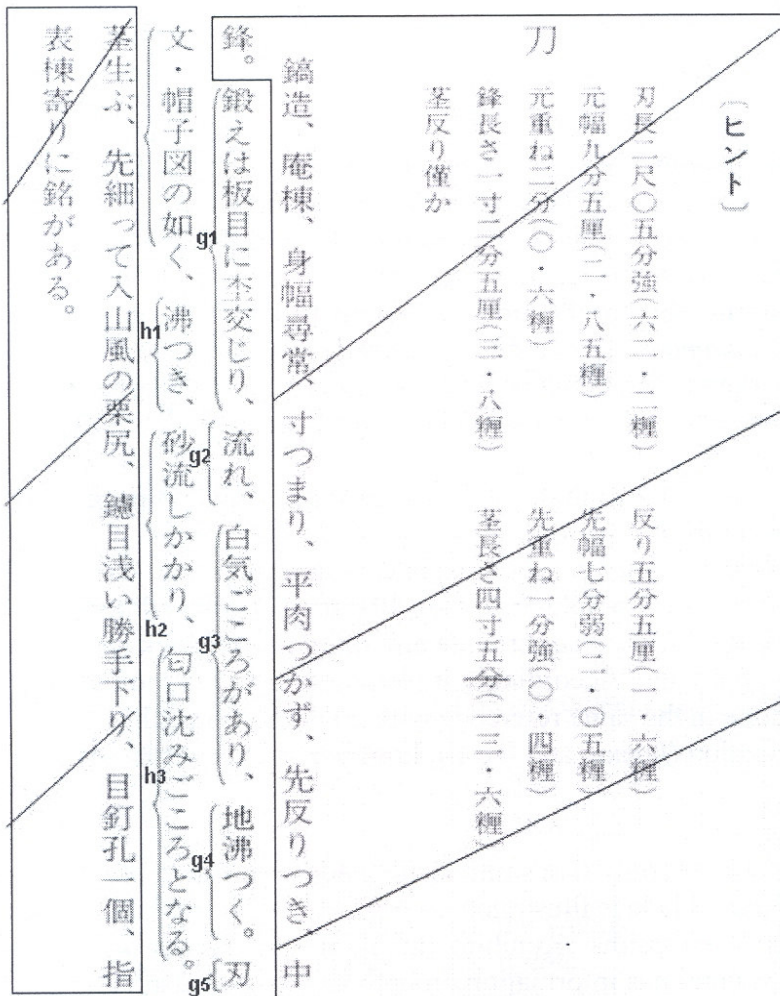 〔ヒント〕
刀
刃長二尺〇五分強(六二・二糎) 反り五分五厘(一・六糎)
元幅九分五厘(二・八五糎) 先幅七分弱(二・〇五糎)
元重ね二分(〇・六糎) 先重ね一分強(〇・四糎)
鋒長さ一寸二分五厘(三・八糎) 茎長さ四寸五分(一三・六糎)
茎反り僅か
鎬造、庵棟、身幅尋常、寸つまり、平肉つかず、先反りつき、中
鋒。鍛えは板目に杢交じり、流れ、白気ごころがあり、地沸つく。刃
文・帽子図の如く、沸つき、砂流しかかり、匂口沈みごころとなる。
茎生ぶ、先細って入山風の栗尻、鑢目浅い勝手下り、目釘孔一個、指
表棟寄りに銘がある。
g1
g2
g3
g4
g5
h1
h2
h3